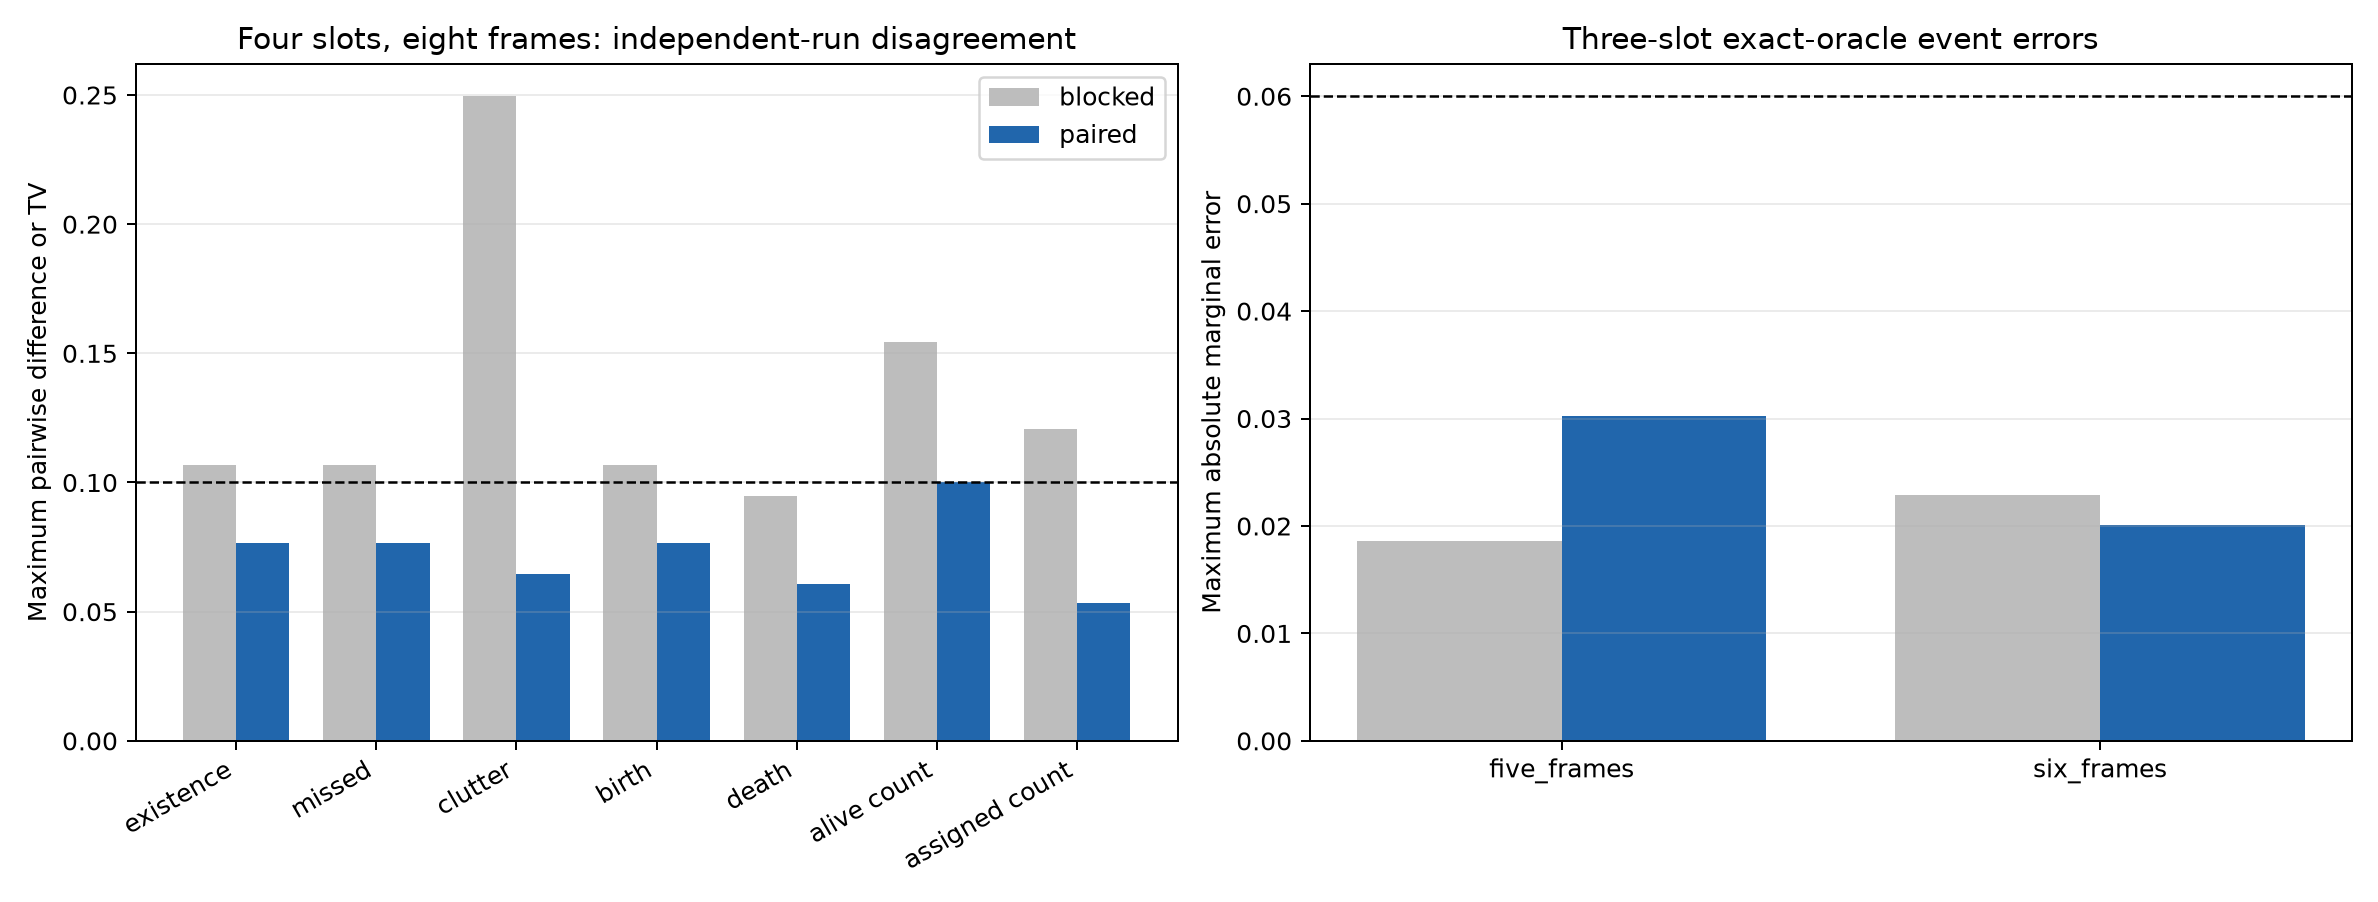 Four slots, eight frames: independent-run disagreement
Maximum pairwise difference or TV
0.25
0.20
0.15
0.10
0.05
0.00
blocked
paired
existence
missed
clutter
birth
death
alive count
assigned count
Three-slot exact-oracle event errors
Maximum absolute marginal error
0.06
0.05
0.04
0.03
0.02
0.01
0.00
five_frames
six_frames